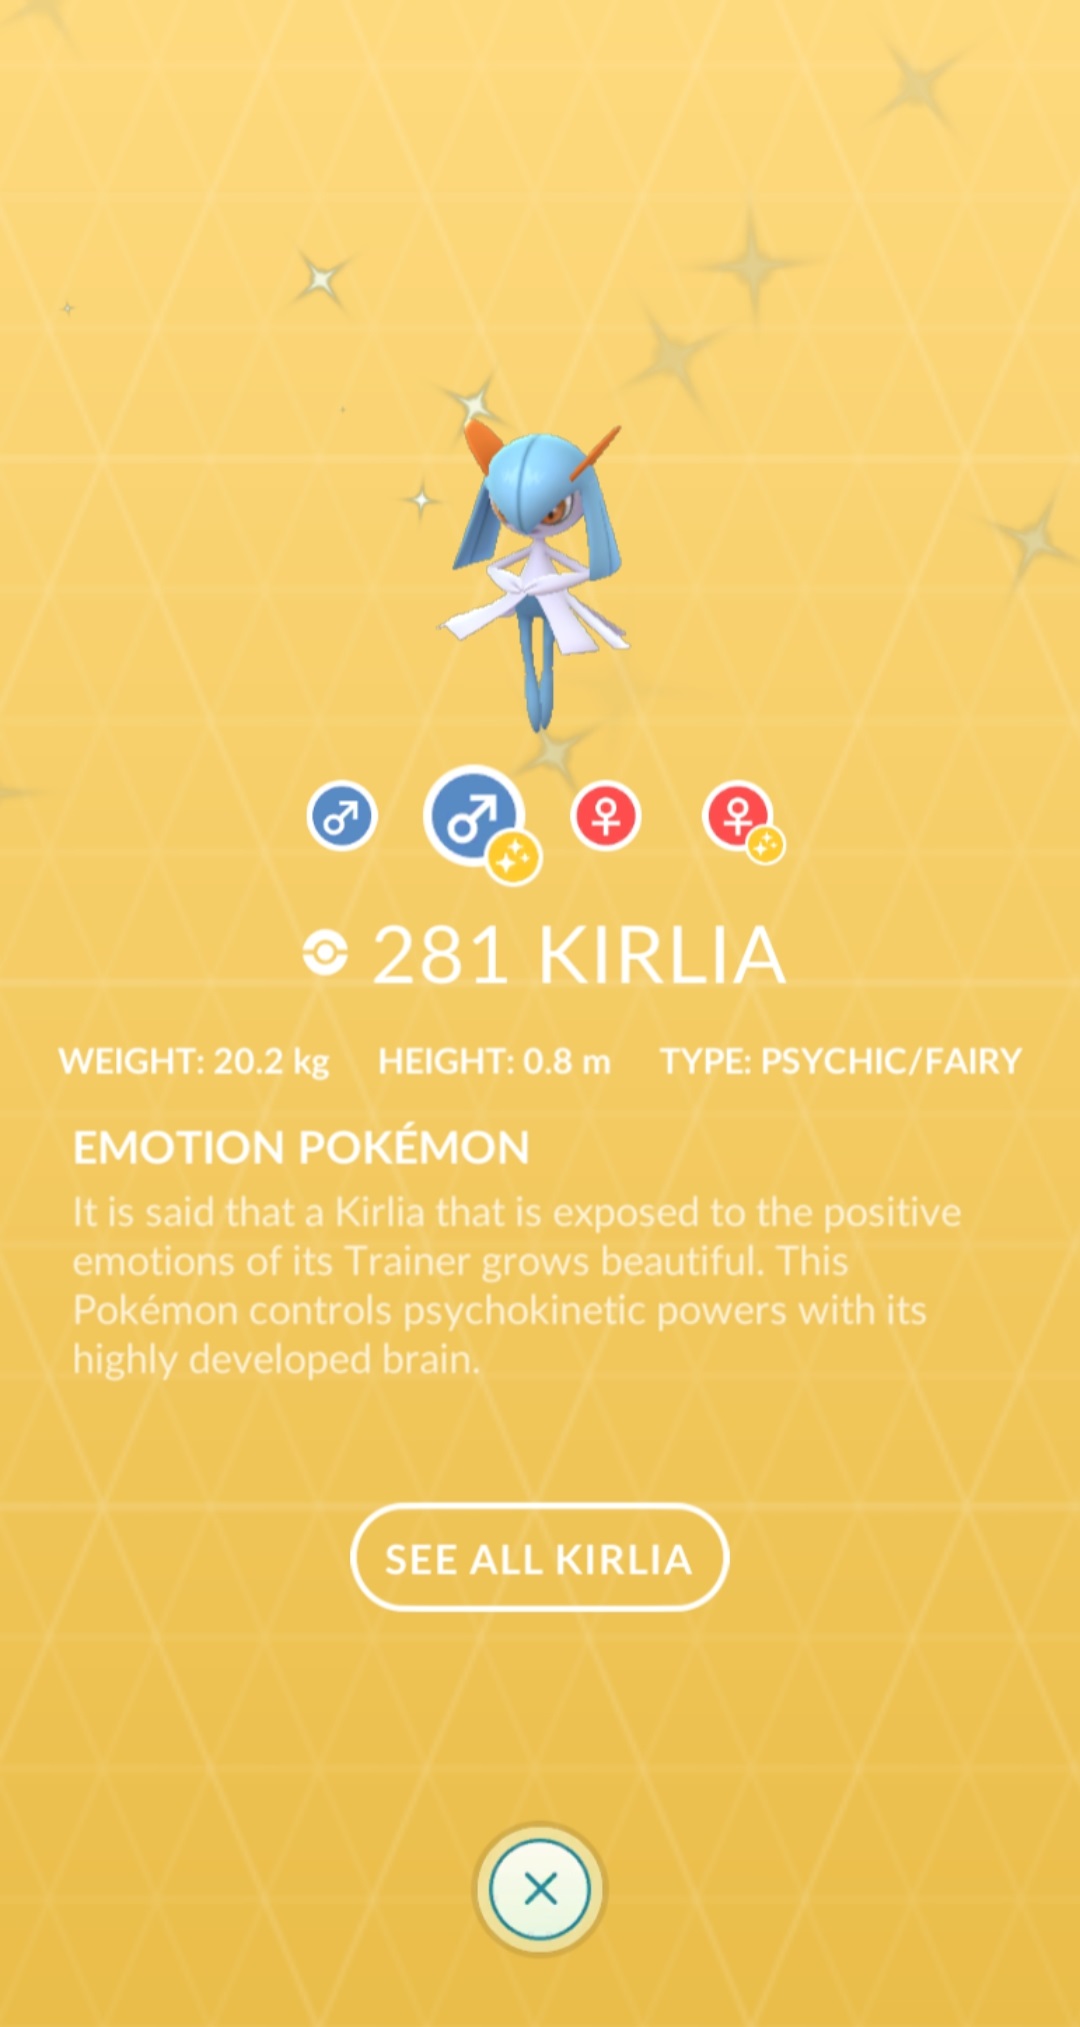 281 KIRLIA
WEIGHT: 20.2 kg HEIGHT: 0.8 m TYPE: PSYCHIC/FAIRY
EMOTION POKÉMON
It is said that a Kirlia that is exposed to the positive
emotions of its Trainer grows beautiful. This
Pokémon controls psychokinetic powers with its
highly developed brain.
SEE ALL KIRLIA